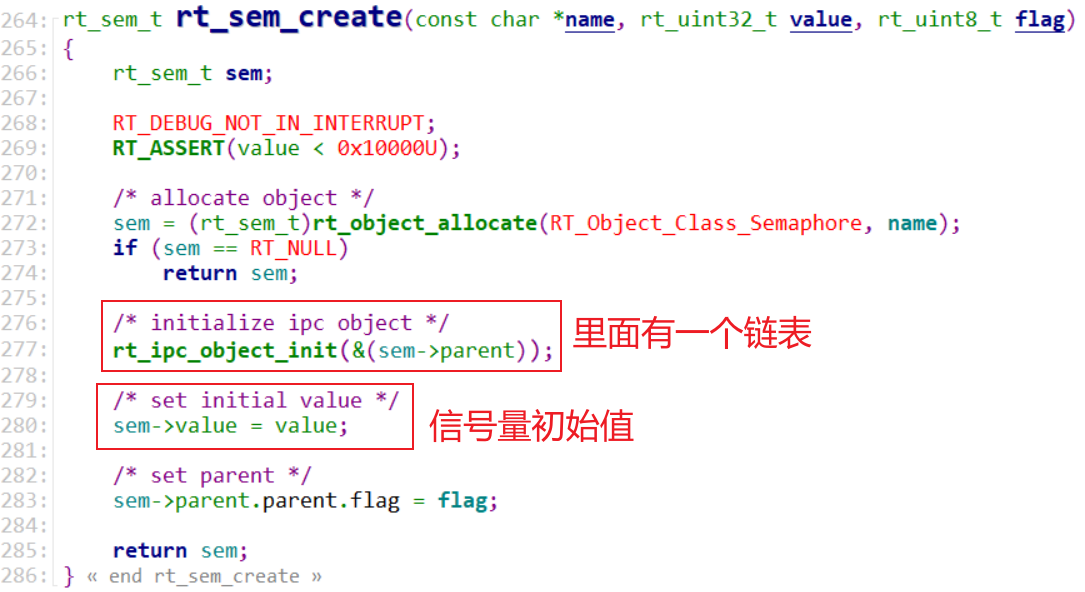 264: rt_sem_t rt_sem_create(const char *name, rt_uint32_t value, rt_uint8_t flag)
265: {
266: rt_sem_t sem;
267:
268: RT_DEBUG_NOT_IN_INTERRUPT;
269: RT_ASSERT(value < 0x10000U);
270:
271: /* allocate object */
272: sem = (rt_sem_t)rt_object_allocate(RT_Object_Class_Semaphore, name);
273: if (sem == RT_NULL)
274: return sem;
275:
276: /* initialize ipc object */
里面有一个链表
277: rt_ipc_object_init(&(sem->parent));
278:
279: /* set initial value */
信号量初始值
280: sem->value = value;
281:
282: /* set parent */
283: sem->parent.parent.flag = flag;
284:
285: return sem;
286: } « end rt_sem_create »